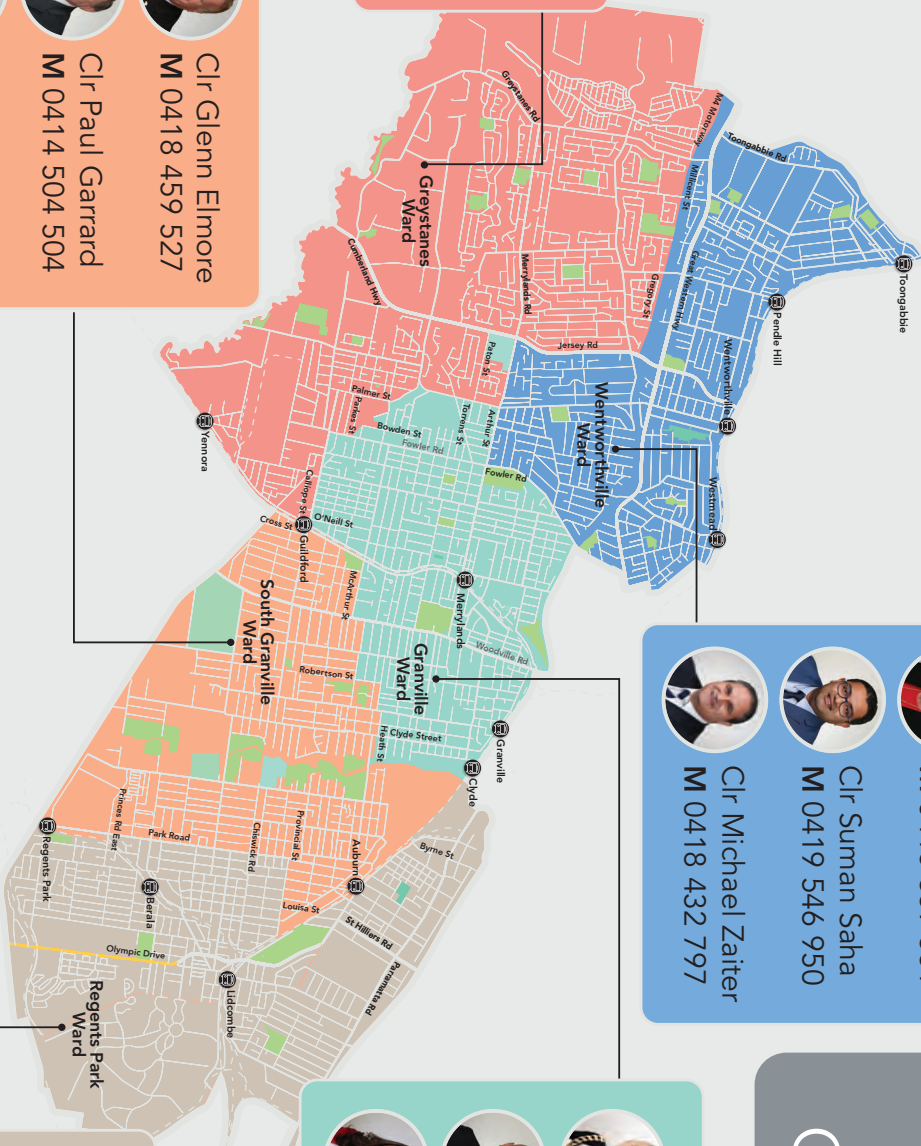 Clr Glenn Elmore
M 0418 459 527
Clr Paul Garrard
M 0414 504 504
Clr Suman Saha
M 0419 546 950
Clr Michael Zaiter
M 0418 432 797
Toongabbie
Toongabbie Rd
M4 Motorway
Pendle Hill
Millicent St
Great Western Hwy
Wentworthville
Westmead
Gregory St
Jersey Rd
Wentworthville
Ward
Greystanes Rd
Merrylands Rd
Greystanes
Ward
Cumberland Hwy
Paton St
Arthur St
Torrens St
Fowler Rd
Fowler Rd
Bowden St
Palmer St
Parkes St
Yennora
Calliope St
Cross St
O'Neill St
Guildford
McArthur St
Merrylands
Woodville Rd
Granville
Ward
Granville
Clyde Street
Clyde
Heath St
South Granville
Ward
Robertson St
Princes Rd East
Park Road
Chiswick Rd
Provincial St
Auburn
Byrne St
Louisa St
St Hilliers Rd
Parramatta Rd
Regents Park
Berala
Olympic Drive
Lidcombe
Regents Park
Ward